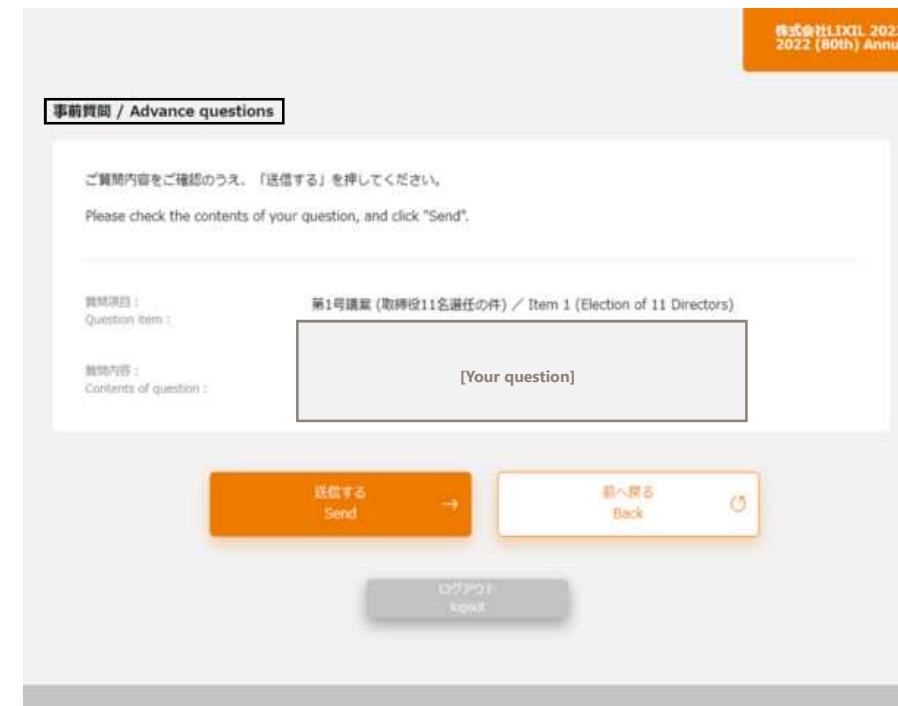 株式会社LIXIL 202
2022 (80th) Annu
事前質問 / Advance questions
ご質問内容をご確認のうえ、「送信する」を押してください。
Please check the contents of your question, and click "Send".
質問項目：
Question item :
第1号議案 (取締役11名選任の件) ／ Item 1 (Election of 11 Directors)
質問内容：
Contents of question :
[Your question]
送信する
Send
→
前へ戻る
Back
ログアウト
logout